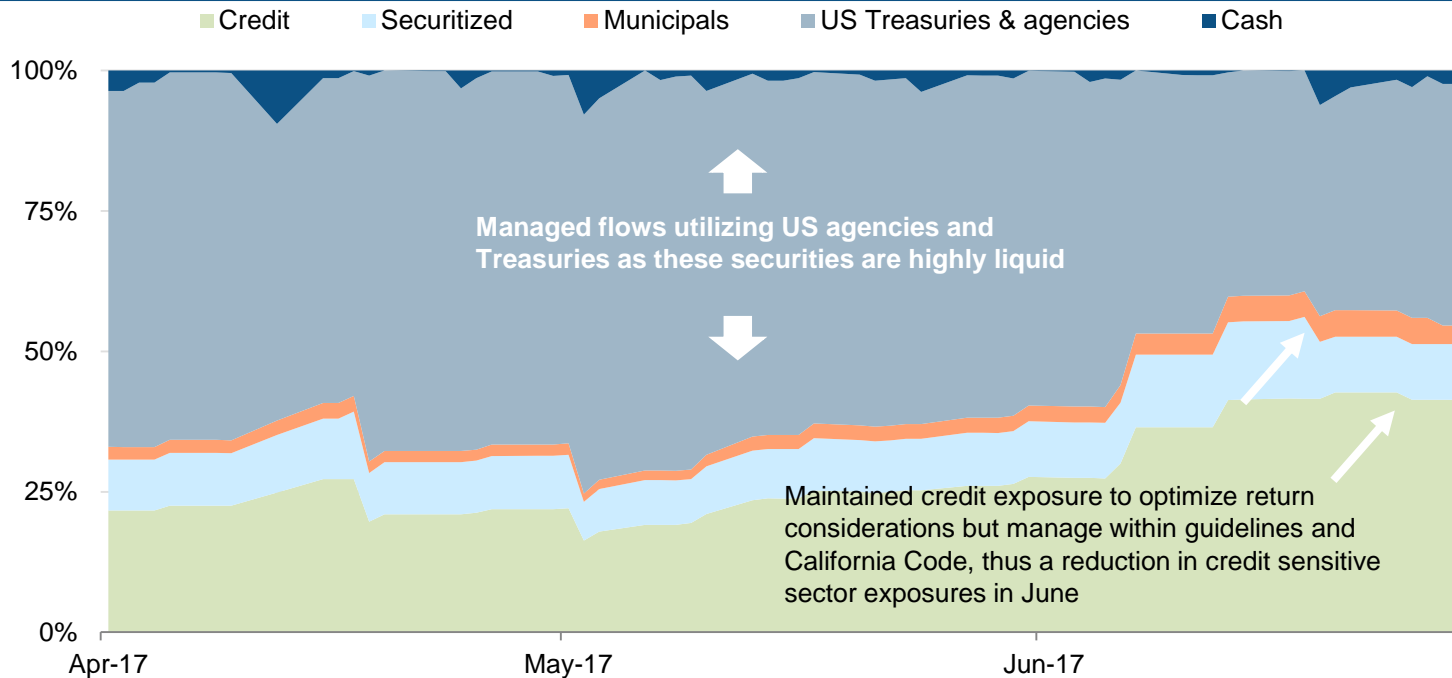 Credit Securitized Municipals US Treasuries & agencies Cash
100%
75%
Managed flows utilizing US agencies and
Treasuries as these securities are highly liquid
50%
25%
Maintained credit exposure to optimize return
considerations but manage within guidelines and
California Code, thus a reduction in credit sensitive
sector exposures in June
0%
Apr-17 May-17 Jun-17